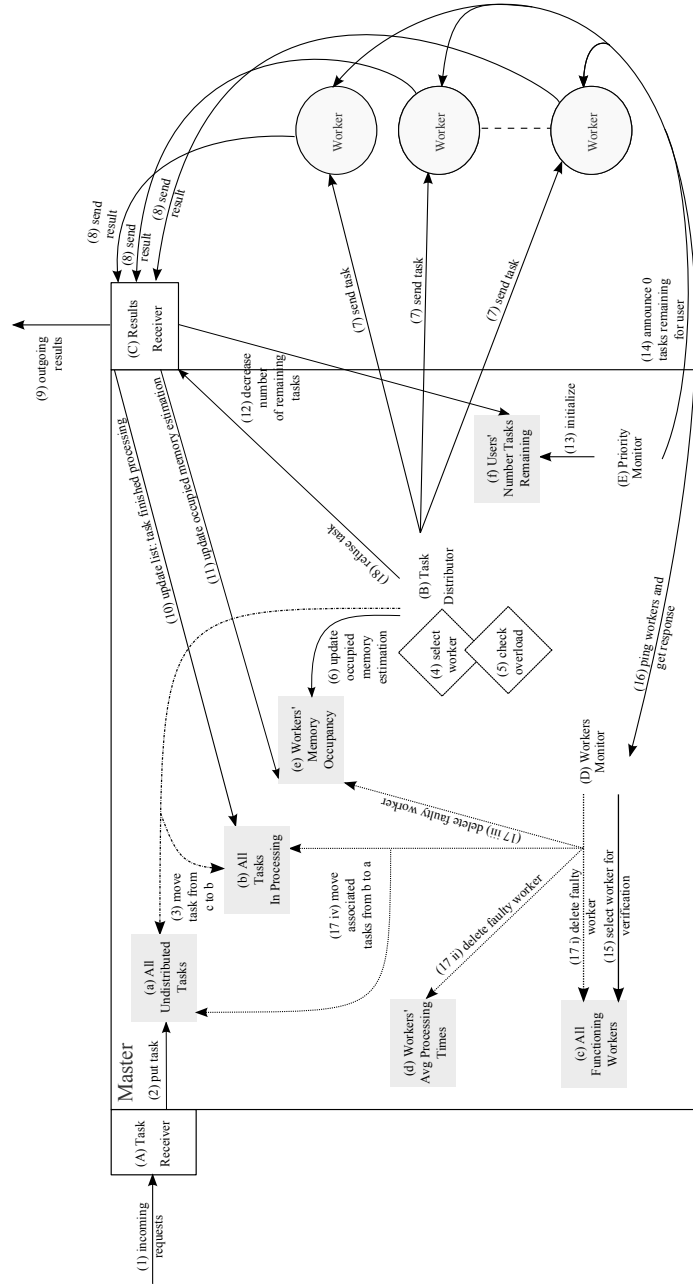 (1) incoming
requests
(A) Task
Receiver
Master
(2) put task
(a) All
Undistributed
Tasks
(3) move
task from
c to b
(b) All
Tasks
In Processing
(10) update list: task finished processing
(11) update occupied memory estimation
(9) outgoing
results
(C) Results
Receiver
(8) send
result
(8) send
result
(8) send
result
(12) decrease
number
of remaining
tasks
(e) Workers'
Memory
Occupancy
(6) update
occupied
memory
estimation
(18) refuse task
(4) select
worker
(5) check
overload
(B) Task
Distributor
(7) send task
(7) send task
(7) send task
Worker
Worker
Worker
(17 iv) move
associated
tasks from b to a
(17 iii) delete faulty worker
(17 ii) delete faulty worker
(d) Workers'
Avg Processing
Times
(f) Users'
Number Tasks
Remaining
(13) initialize
(E) Priority
Monitor
(14) announce 0
tasks remaining
for user
(c) All
Functioning
Workers
(17 i) delete faulty
worker
(15) select worker for
verification
(D) Workers
Monitor
(16) ping workers and
get response